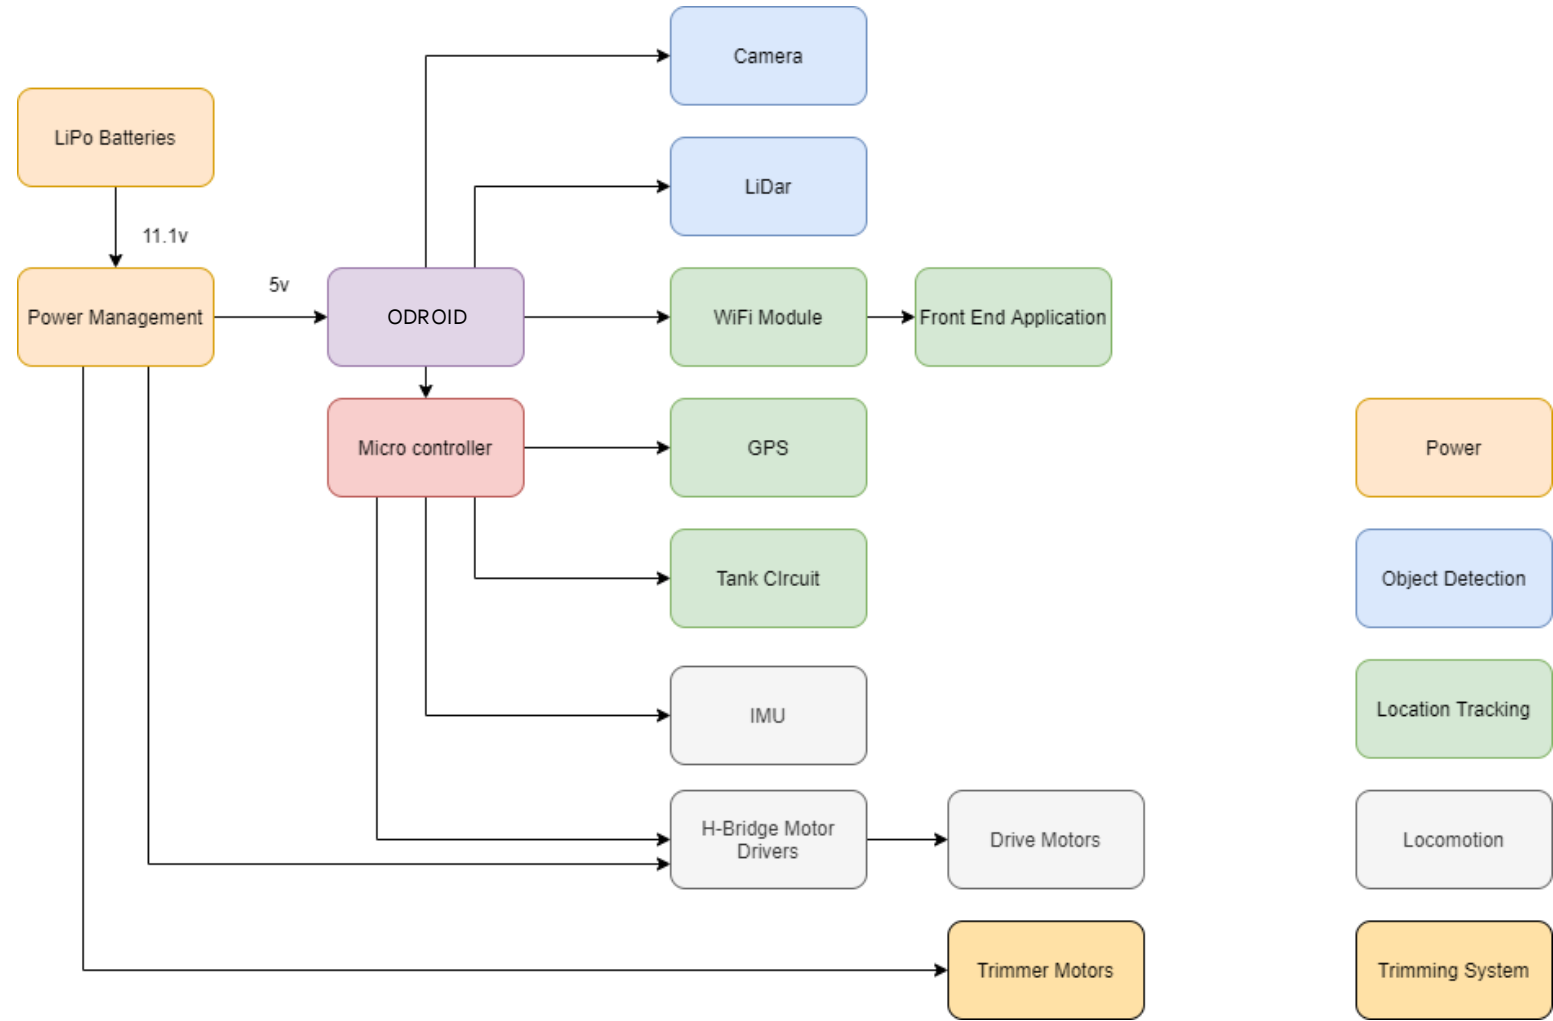 Camera
LiPo Batteries
LiDar
11.1v
5v
Power Management
ODROID
WiFi Module
Front End Application
Micro controller
GPS
Power
Tank CIrcuit
Object Detection
IMU
Location Tracking
H-Bridge Motor
Drivers
Drive Motors
Locomotion
Trimmer Motors
Trimming System